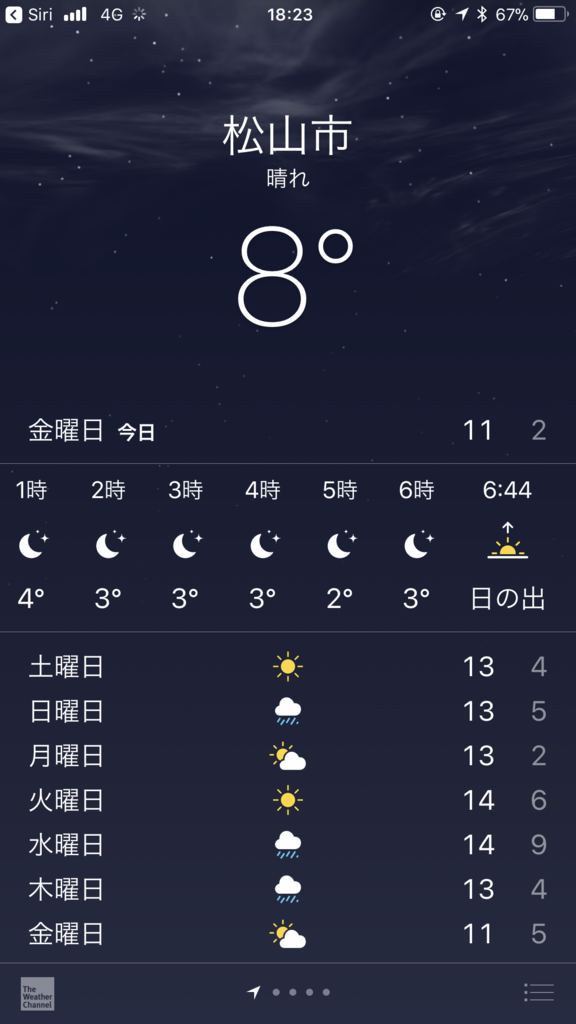 Siri 4G 18:23 67%
松山市
晴れ
8°
金曜日 今日 11 2
1時 2時 3時 4時 5時 6時 6:44
4° 3° 3° 3° 2° 3° 日の出
土曜日 13 4
日曜日 13 5
月曜日 13 2
火曜日 14 6
水曜日 14 9
木曜日 13 4
金曜日 11 5
The
Weather
Channel